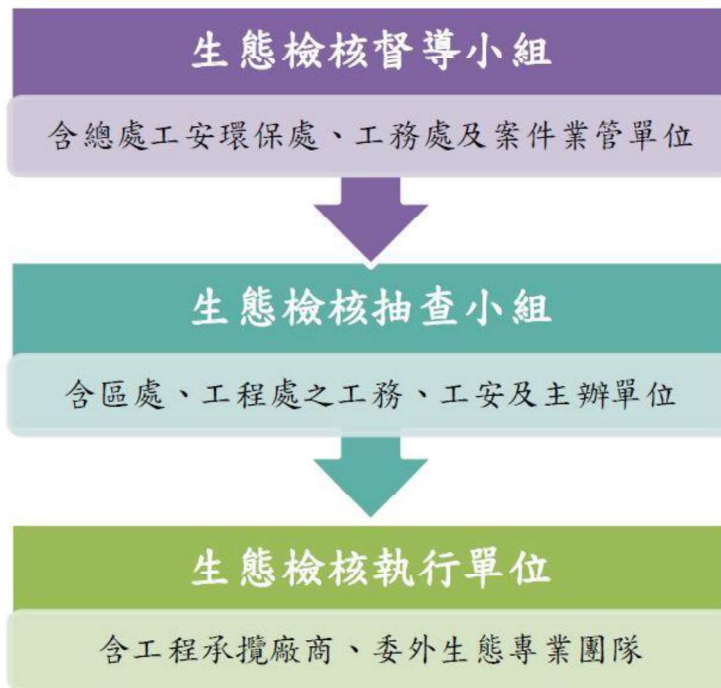 生態檢核督導小組
含總處工安環保處、工務處及案件業管單位
生態檢核抽查小組
含區處、工程處之工務、工安及主辦單位
生態檢核執行單位
含工程承攬廠商、委外生態專業團隊